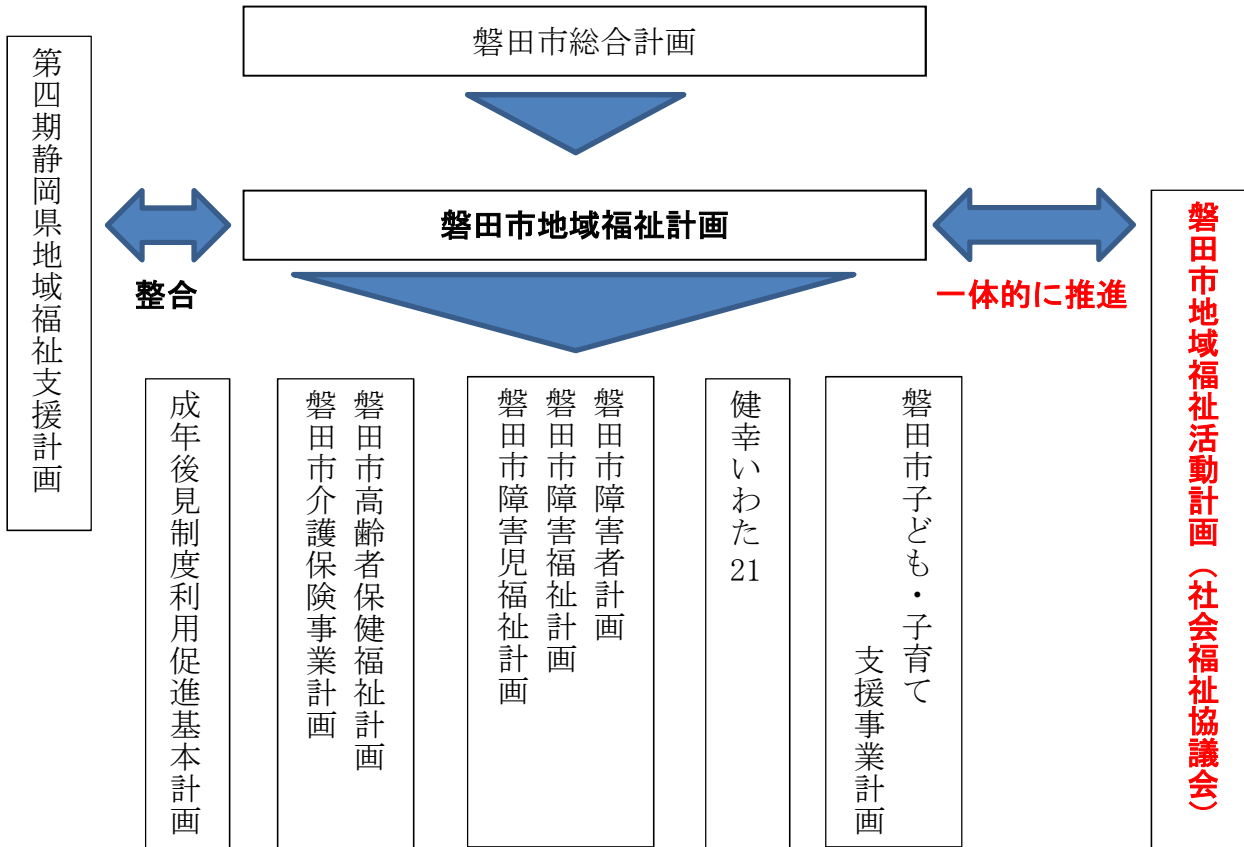 磐田市総合計画
第四期静岡県地域福祉支援計画
磐田市地域福祉計画
整合
一体的に推進
磐田市地域福祉活動計画（社会福祉協議会）
成年後見制度利用促進基本計画
磐田市高齢者保健福祉計画
磐田市介護保険事業計画
磐田市障害者計画
磐田市障害福祉計画
磐田市障害児福祉計画
健幸いわた21
磐田市子ども・子育て
支援事業計画